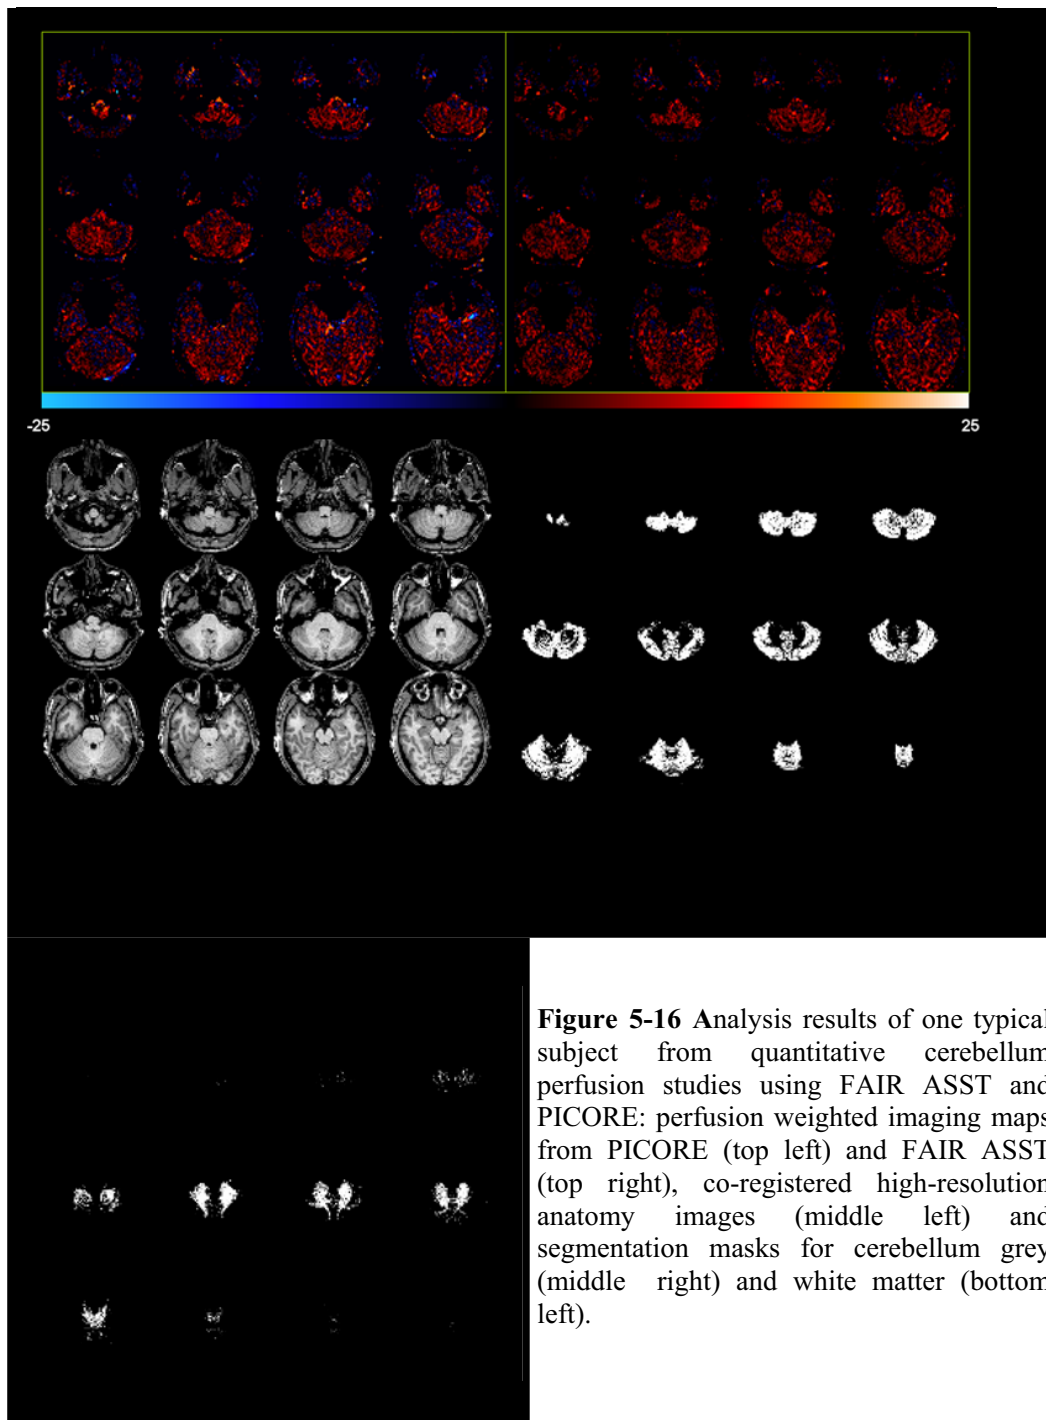 -25
25
Figure 5-16 Analysis results of one typical
subject from quantitative cerebellum
perfusion studies using FAIR ASST and
PICORE: perfusion weighted imaging maps
from PICORE (top left) and FAIR ASST
(top right), co-registered high-resolution
anatomy images (middle left) and
segmentation masks for cerebellum grey
(middle right) and white matter (bottom
left).